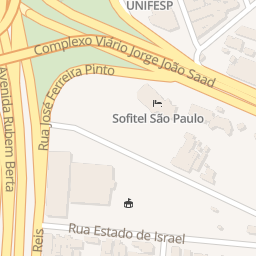 UNIFESP
Complexo Viário Jorge João Saad
Rua José Ferreira Pinto
Avenida Rubem Berta
Sofitel São Paulo
Reis
Rua Estado de Israel